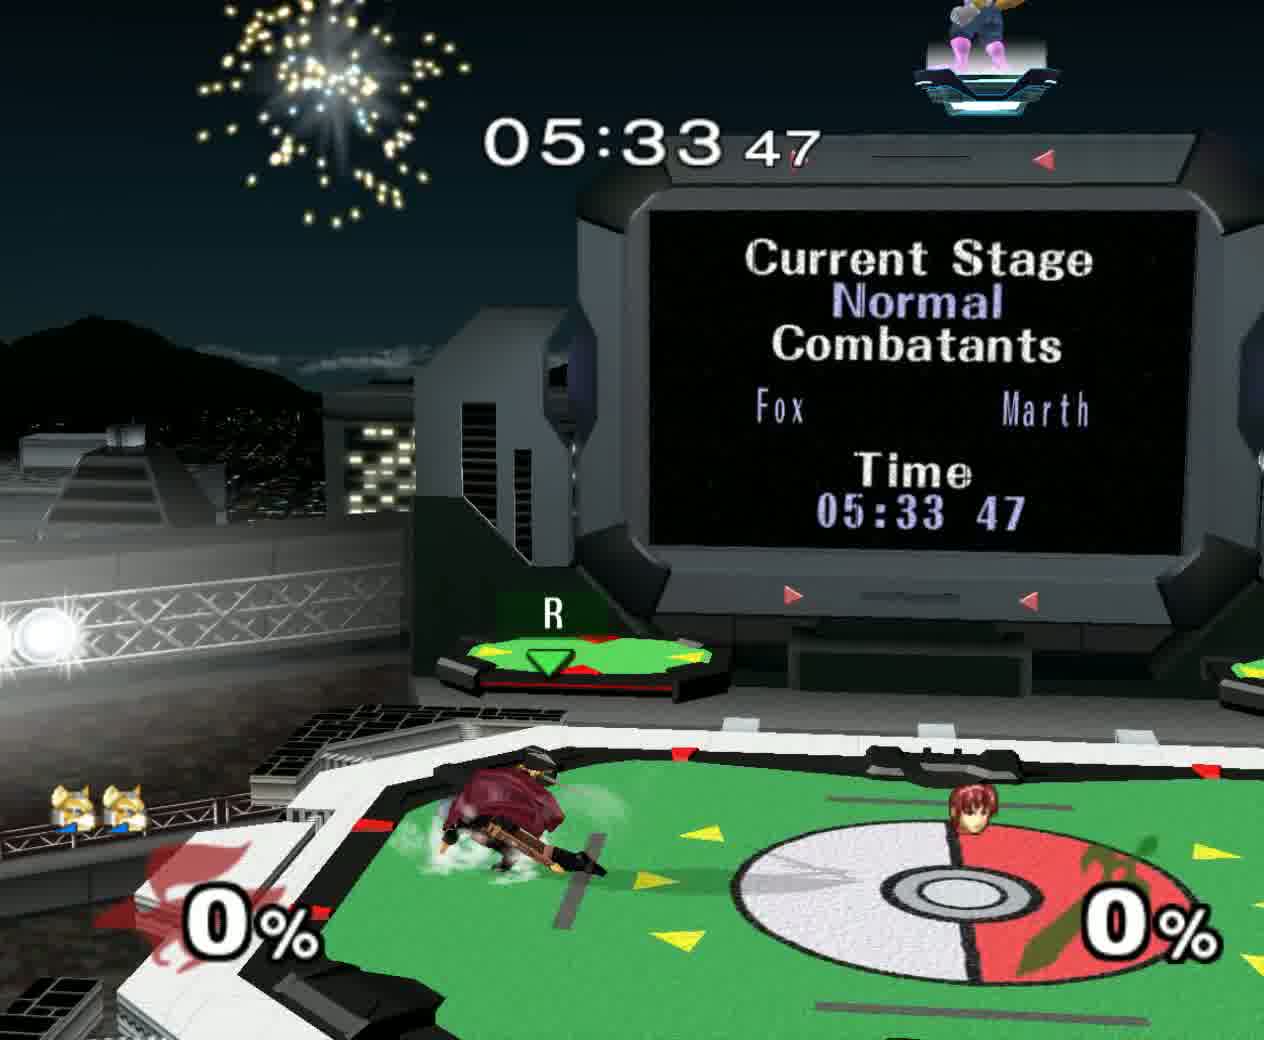 05:33 47
Current Stage
Normal
Combatants
Fox Marth
Time
05:33 47
R
0% 0%